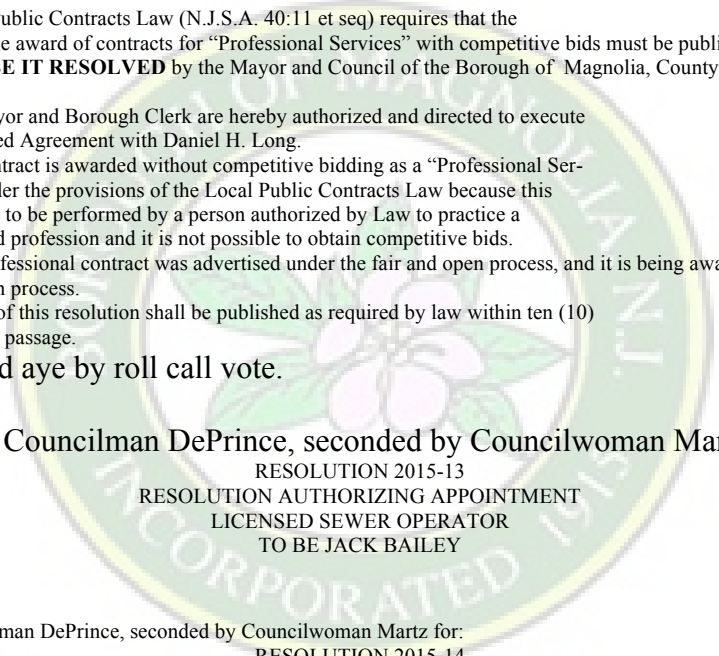 ublic Contracts Law (N.J.S.A. 40:11 et seq) requires that the
e award of contracts for “Professional Services” with competitive bids must be publi
E IT RESOLVED by the Mayor and Council of the Borough of Magnolia, County
yor and Borough Clerk are hereby authorized and directed to execute
ed Agreement with Daniel H. Long.
ntract is awarded without competitive bidding as a “Professional Ser-
der the provisions of the Local Public Contracts Law because this
to be performed by a person authorized by Law to practice a
d profession and it is not possible to obtain competitive bids.
fessional contract was advertised under the fair and open process, and it is being awa
n process.
of this resolution shall be published as required by law within ten (10)
passage.
d aye by roll call vote.
Councilman DePrince, seconded by Councilwoman Mar
RESOLUTION 2015-13
RESOLUTION AUTHORIZING APPOINTMENT
LICENSED SEWER OPERATOR
TO BE JACK BAILEY
man DePrince, seconded by Councilwoman Martz for:
RESOLUTION 2015-14
BOROUGH OF MAGNOLIA, N.J.
INCORPORATED 1915